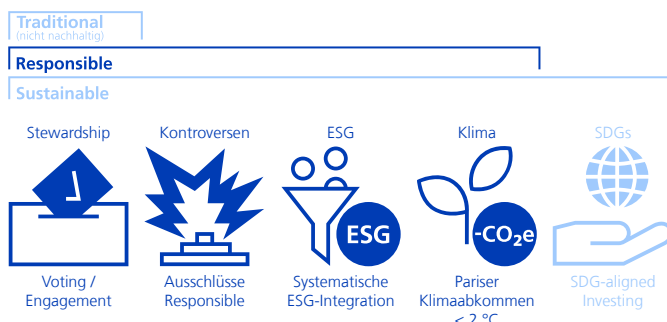 Traditional
(nicht nachhaltig)
Responsible
Sustainable
Stewardship
Kontroversen
ESG
Klima
SDGs
ESG
-CO₂e
Voting /
Engagement
Ausschlüsse
Responsible
Systematische
ESG-Integration
Pariser
Klimaabkommen
< 2 °C
SDG-aligned
Investing